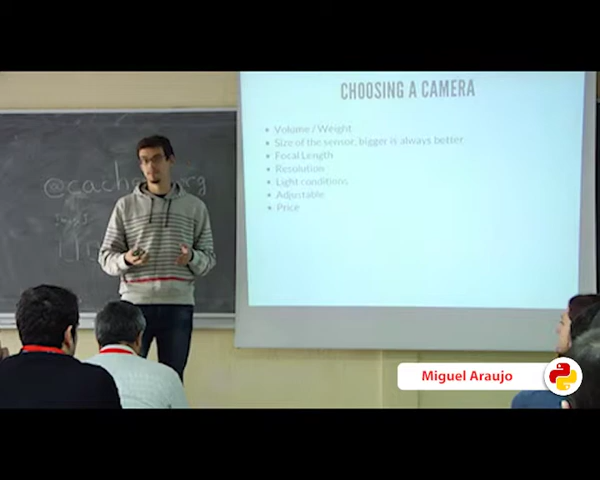 CHOOSING A CAMERA
Volume / Weight
Size of the sensor, bigger is always better
Focal Length
Resolution
Light conditions
Adjustable
Price
Miguel Araujo